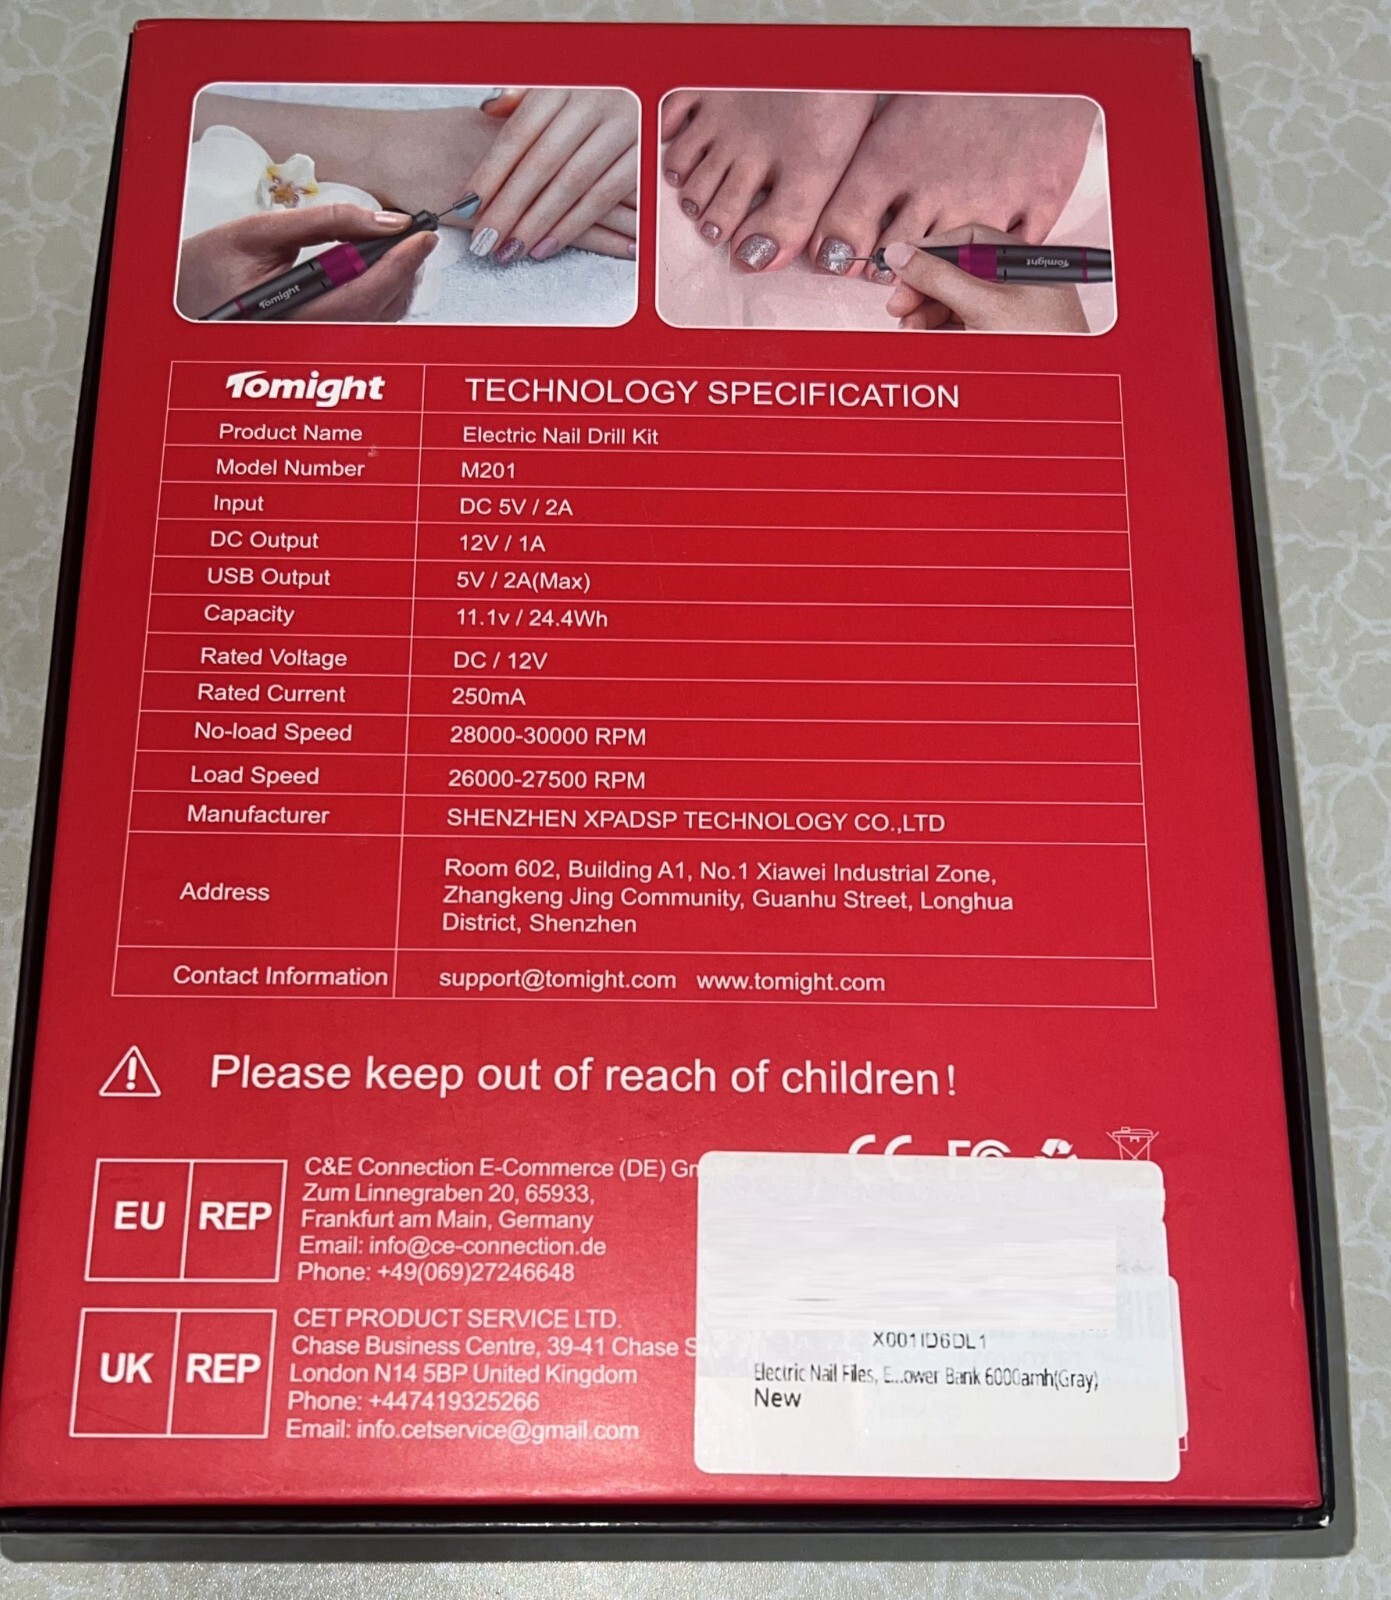 Tomight
Tomight
Tomight TECHNOLOGY SPECIFICATION
Product Name Electric Nail Drill Kit
Model Number M201
Input DC 5V / 2A
DC Output 12V / 1A
USB Output 5V / 2A(Max)
Capacity 11.1v / 24.4Wh
Rated Voltage DC / 12V
Rated Current 250mA
No-load Speed 28000-30000 RPM
Load Speed 26000-27500 RPM
Manufacturer SHENZHEN XPADSP TECHNOLOGY CO.,LTD
Address Room 602, Building A1, No.1 Xiawei Industrial Zone,
Zhangkeng Jing Community, Guanhu Street, Longhua
District, Shenzhen
Contact Information support@tomight.com www.tomight.com
Please keep out of reach of children!
CE FC
EU REP
C&E Connection E-Commerce (DE)
Zum Linnegraben 20, 65933,
Frankfurt am Main, Germany
Email: info@ce-connection.de
Phone: +49(069)27246648
UK REP
CET PRODUCT SERVICE LTD.
Chase Business Centre, 39-41 Chase
London N14 5BP United Kingdom
Phone: +447419325266
Email: info.cetservice@gmail.com
X001ID6DL1
Electric Nail Files, E...ower Bank 6000amh(Gray)
New